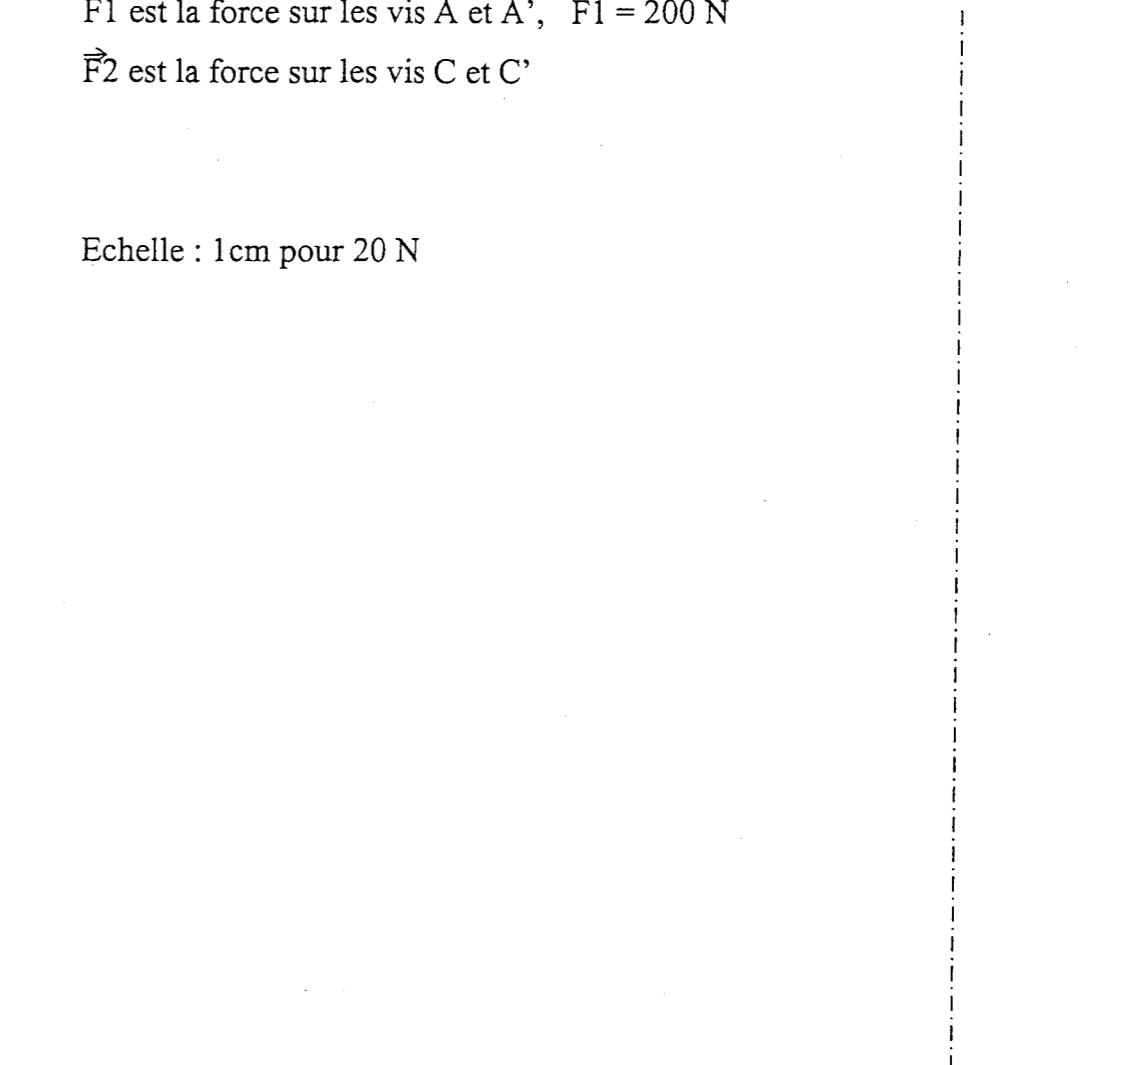 F1 est la force sur les vis A et A’, F1 = 200 N
F⃗2 est la force sur les vis C et C’
Echelle : 1cm pour 20 N